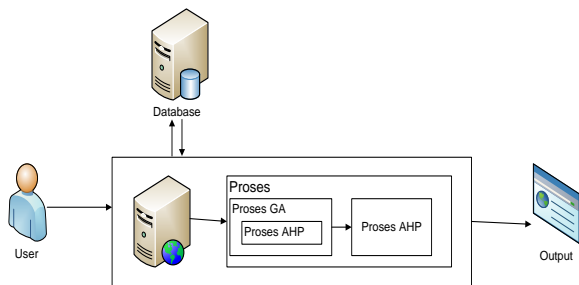 Database
User
Proses
Proses GA
Proses AHP
Proses AHP
Output